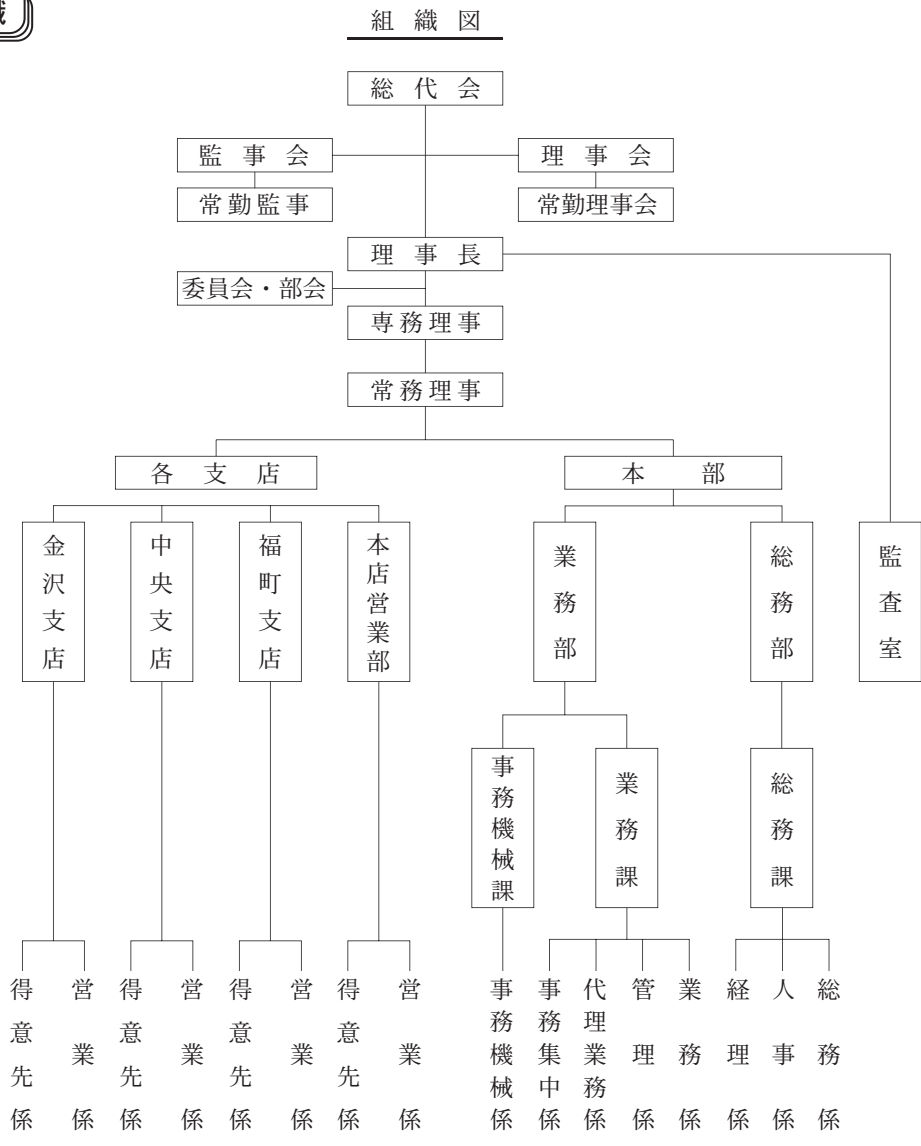 織
組織図
総代会
監事会
理事会
常勤監事
常勤理事会
理事長
委員会・部会
専務理事
常務理事
各支店
本部
金沢支店
中央支店
福町支店
本店営業部
業務部
総務部
監査室
事務機械課
業務課
総務課
得意先係
営業係
得意先係
営業係
得意先係
営業係
得意先係
営業係
事務機械係
事務集中係
代理業務係
管理係
業務係
経理係
人事係
総務係